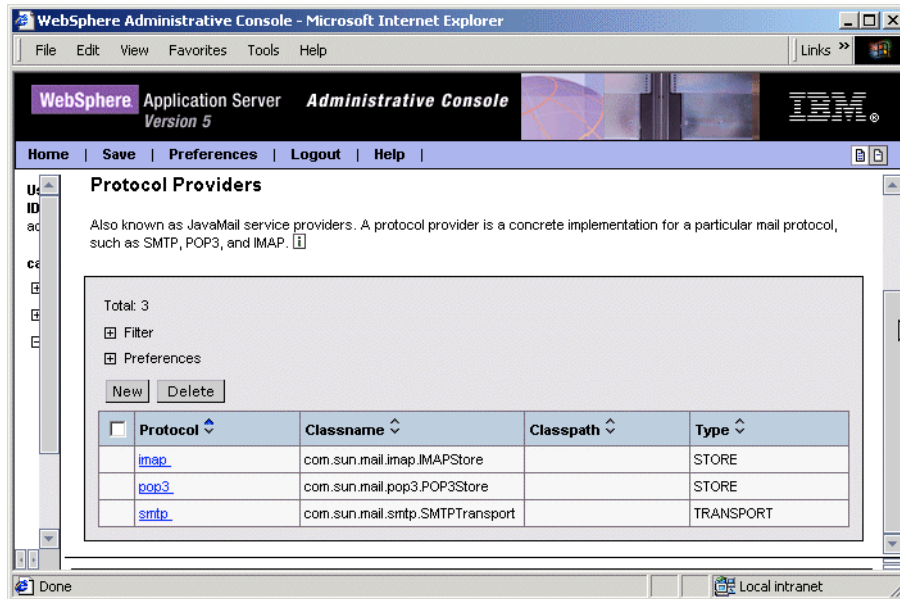 WebSphere Administrative Console - Microsoft Internet Explorer
File Edit View Favorites Tools Help Links »
WebSphere. Application Server Administrative Console
Version 5
IBM®
Home | Save | Preferences | Logout | Help |
Protocol Providers
Also known as JavaMail service providers. A protocol provider is a concrete implementation for a particular mail protocol,
such as SMTP, POP3, and IMAP. i
Total: 3
Filter
Preferences
New Delete
Protocol Classname Classpath Type
imap com.sun.mail.imap.IMAPStore STORE
pop3 com.sun.mail.pop3.POP3Store STORE
smtp com.sun.mail.smtp.SMTPTransport TRANSPORT
Done Local intranet